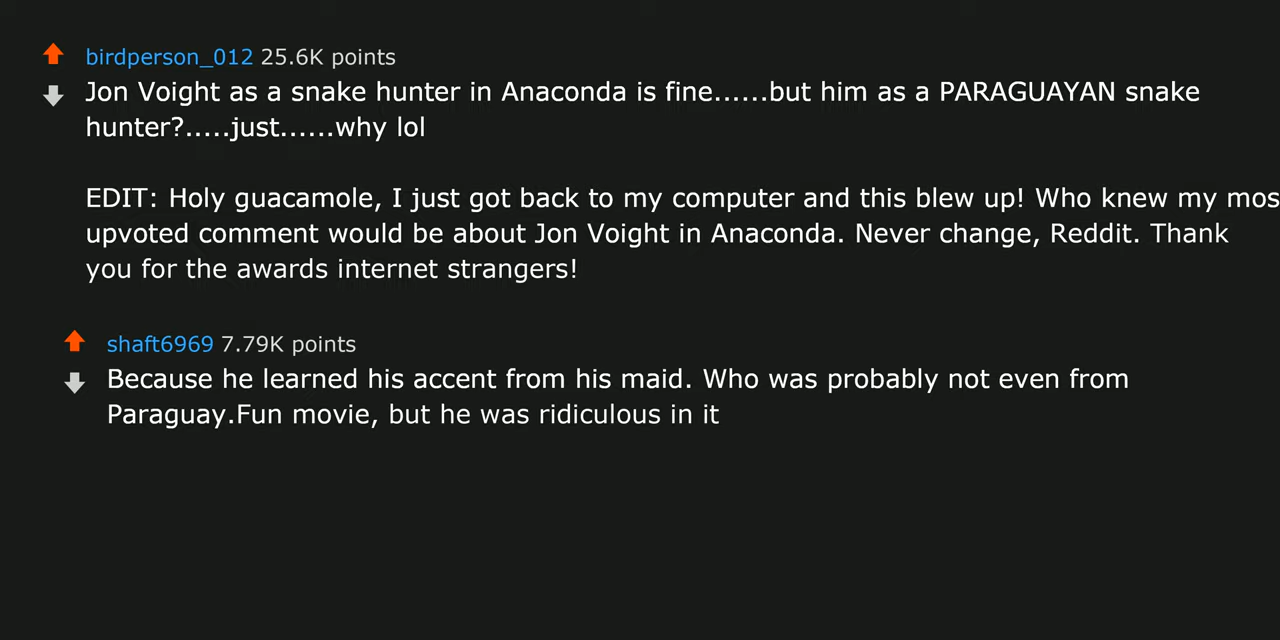 birdperson_012 25.6K points
Jon Voight as a snake hunter in Anaconda is fine......but him as a PARAGUAYAN snake
hunter?.....just......why lol
EDIT: Holy guacamole, I just got back to my computer and this blew up! Who knew my mos
upvoted comment would be about Jon Voight in Anaconda. Never change, Reddit. Thank
you for the awards internet strangers!
shaft6969 7.79K points
Because he learned his accent from his maid. Who was probably not even from
Paraguay.Fun movie, but he was ridiculous in it